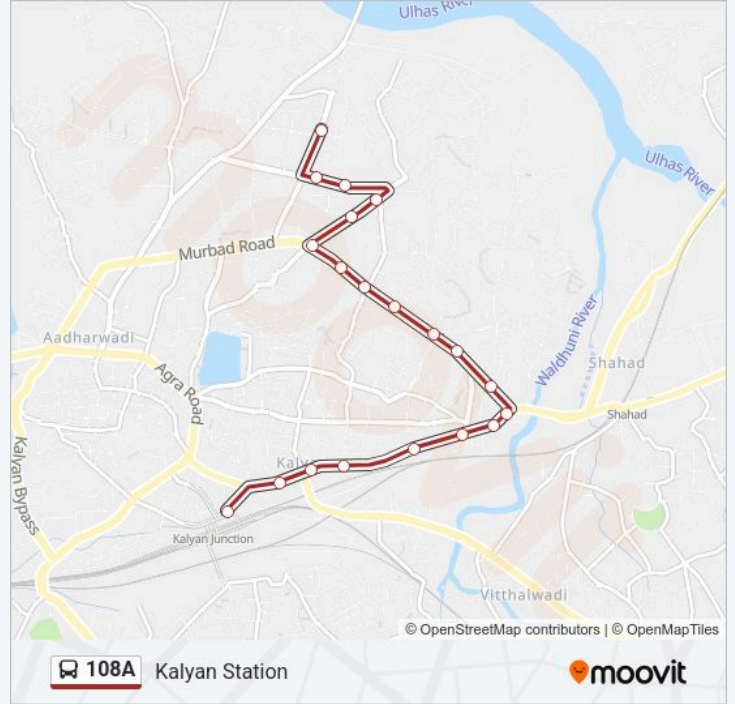 Ulhas River
Ulhas River
Murbad Road
Waldhuni River
Aadharwadi
Shahad
Agra Road
Shahad
Kalyan Bypass
Kalyan Junction
Vitthalwadi
© OpenStreetMap contributors | © OpenMapTiles
108A Kalyan Station
moovit